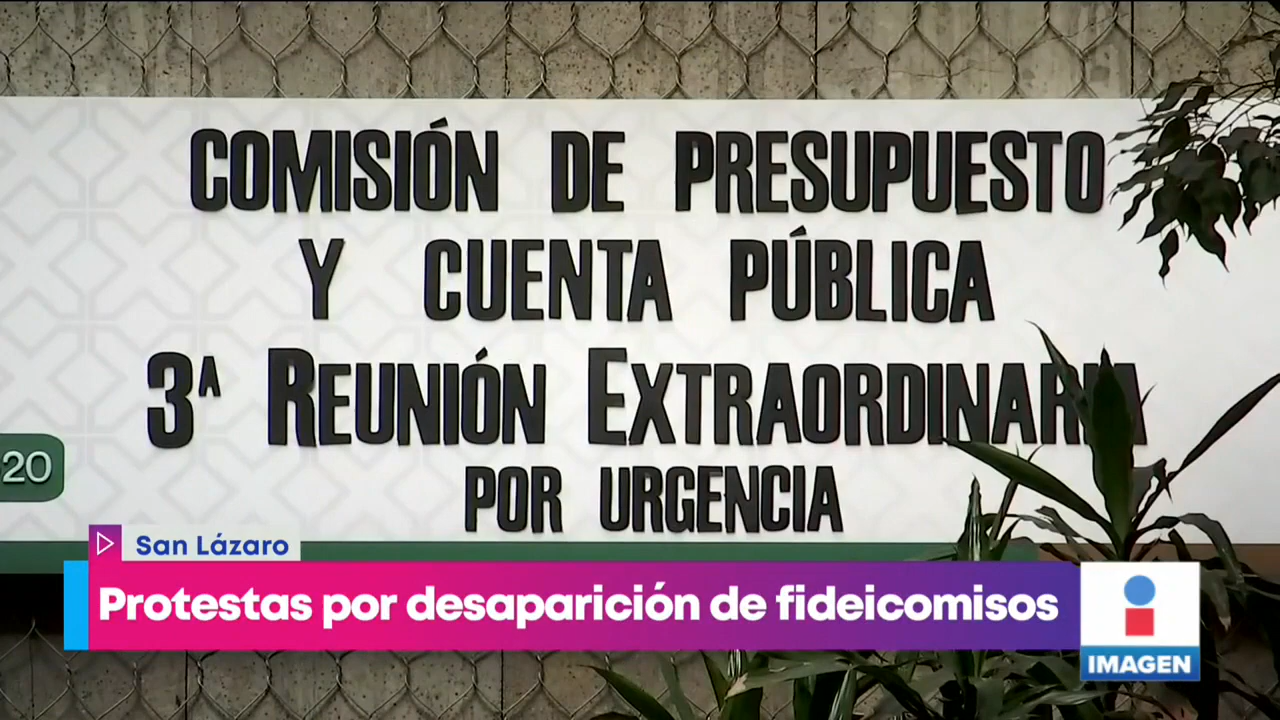 COMISIÓN DE PRESUPUESTO
Y CUENTA PÚBLICA
3ª REUNIÓN EXTRAORDINARIA
POR URGENCIA
20
San Lázaro
Protestas por desaparición de fideicomisos
IMAGEN